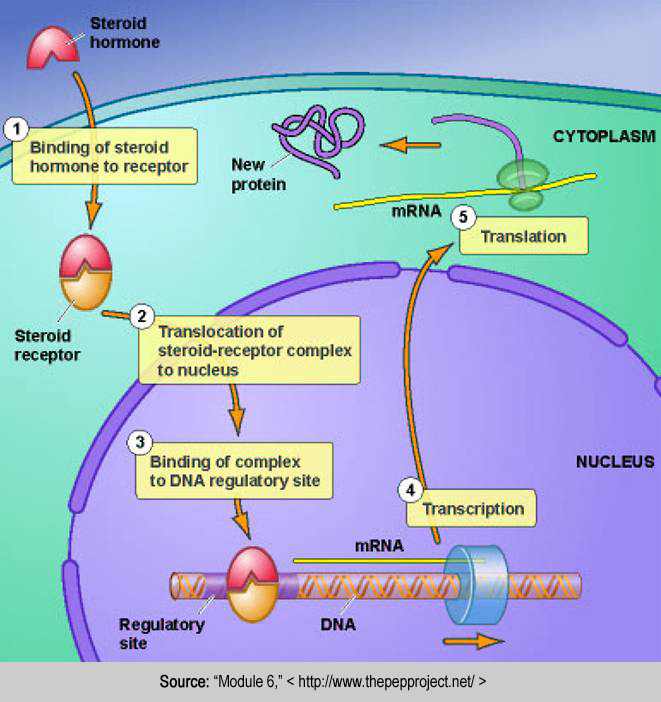 Steroid
hormone
1
Binding of steroid
hormone to receptor
New
protein
CYTOPLASM
mRNA
5
Translation
Steroid
receptor
2
Translocation of
steroid-receptor complex
to nucleus
3
Binding of complex
to DNA regulatory site
NUCLEUS
4
Transcription
mRNA
Regulatory
site
DNA
Source: “Module 6,” < http://www.thepepproject.net/ >